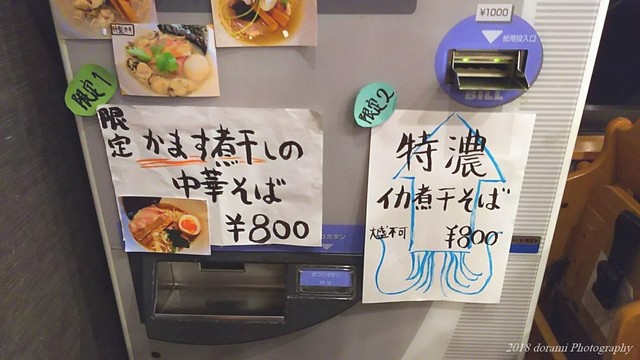 ¥1000
紙幣投入口
BILL
限定1
限定
かます煮干しの
中華そば
¥800
限定2
特濃
イカ煮干そば
大盛不可
¥800
2018 dorami Photography